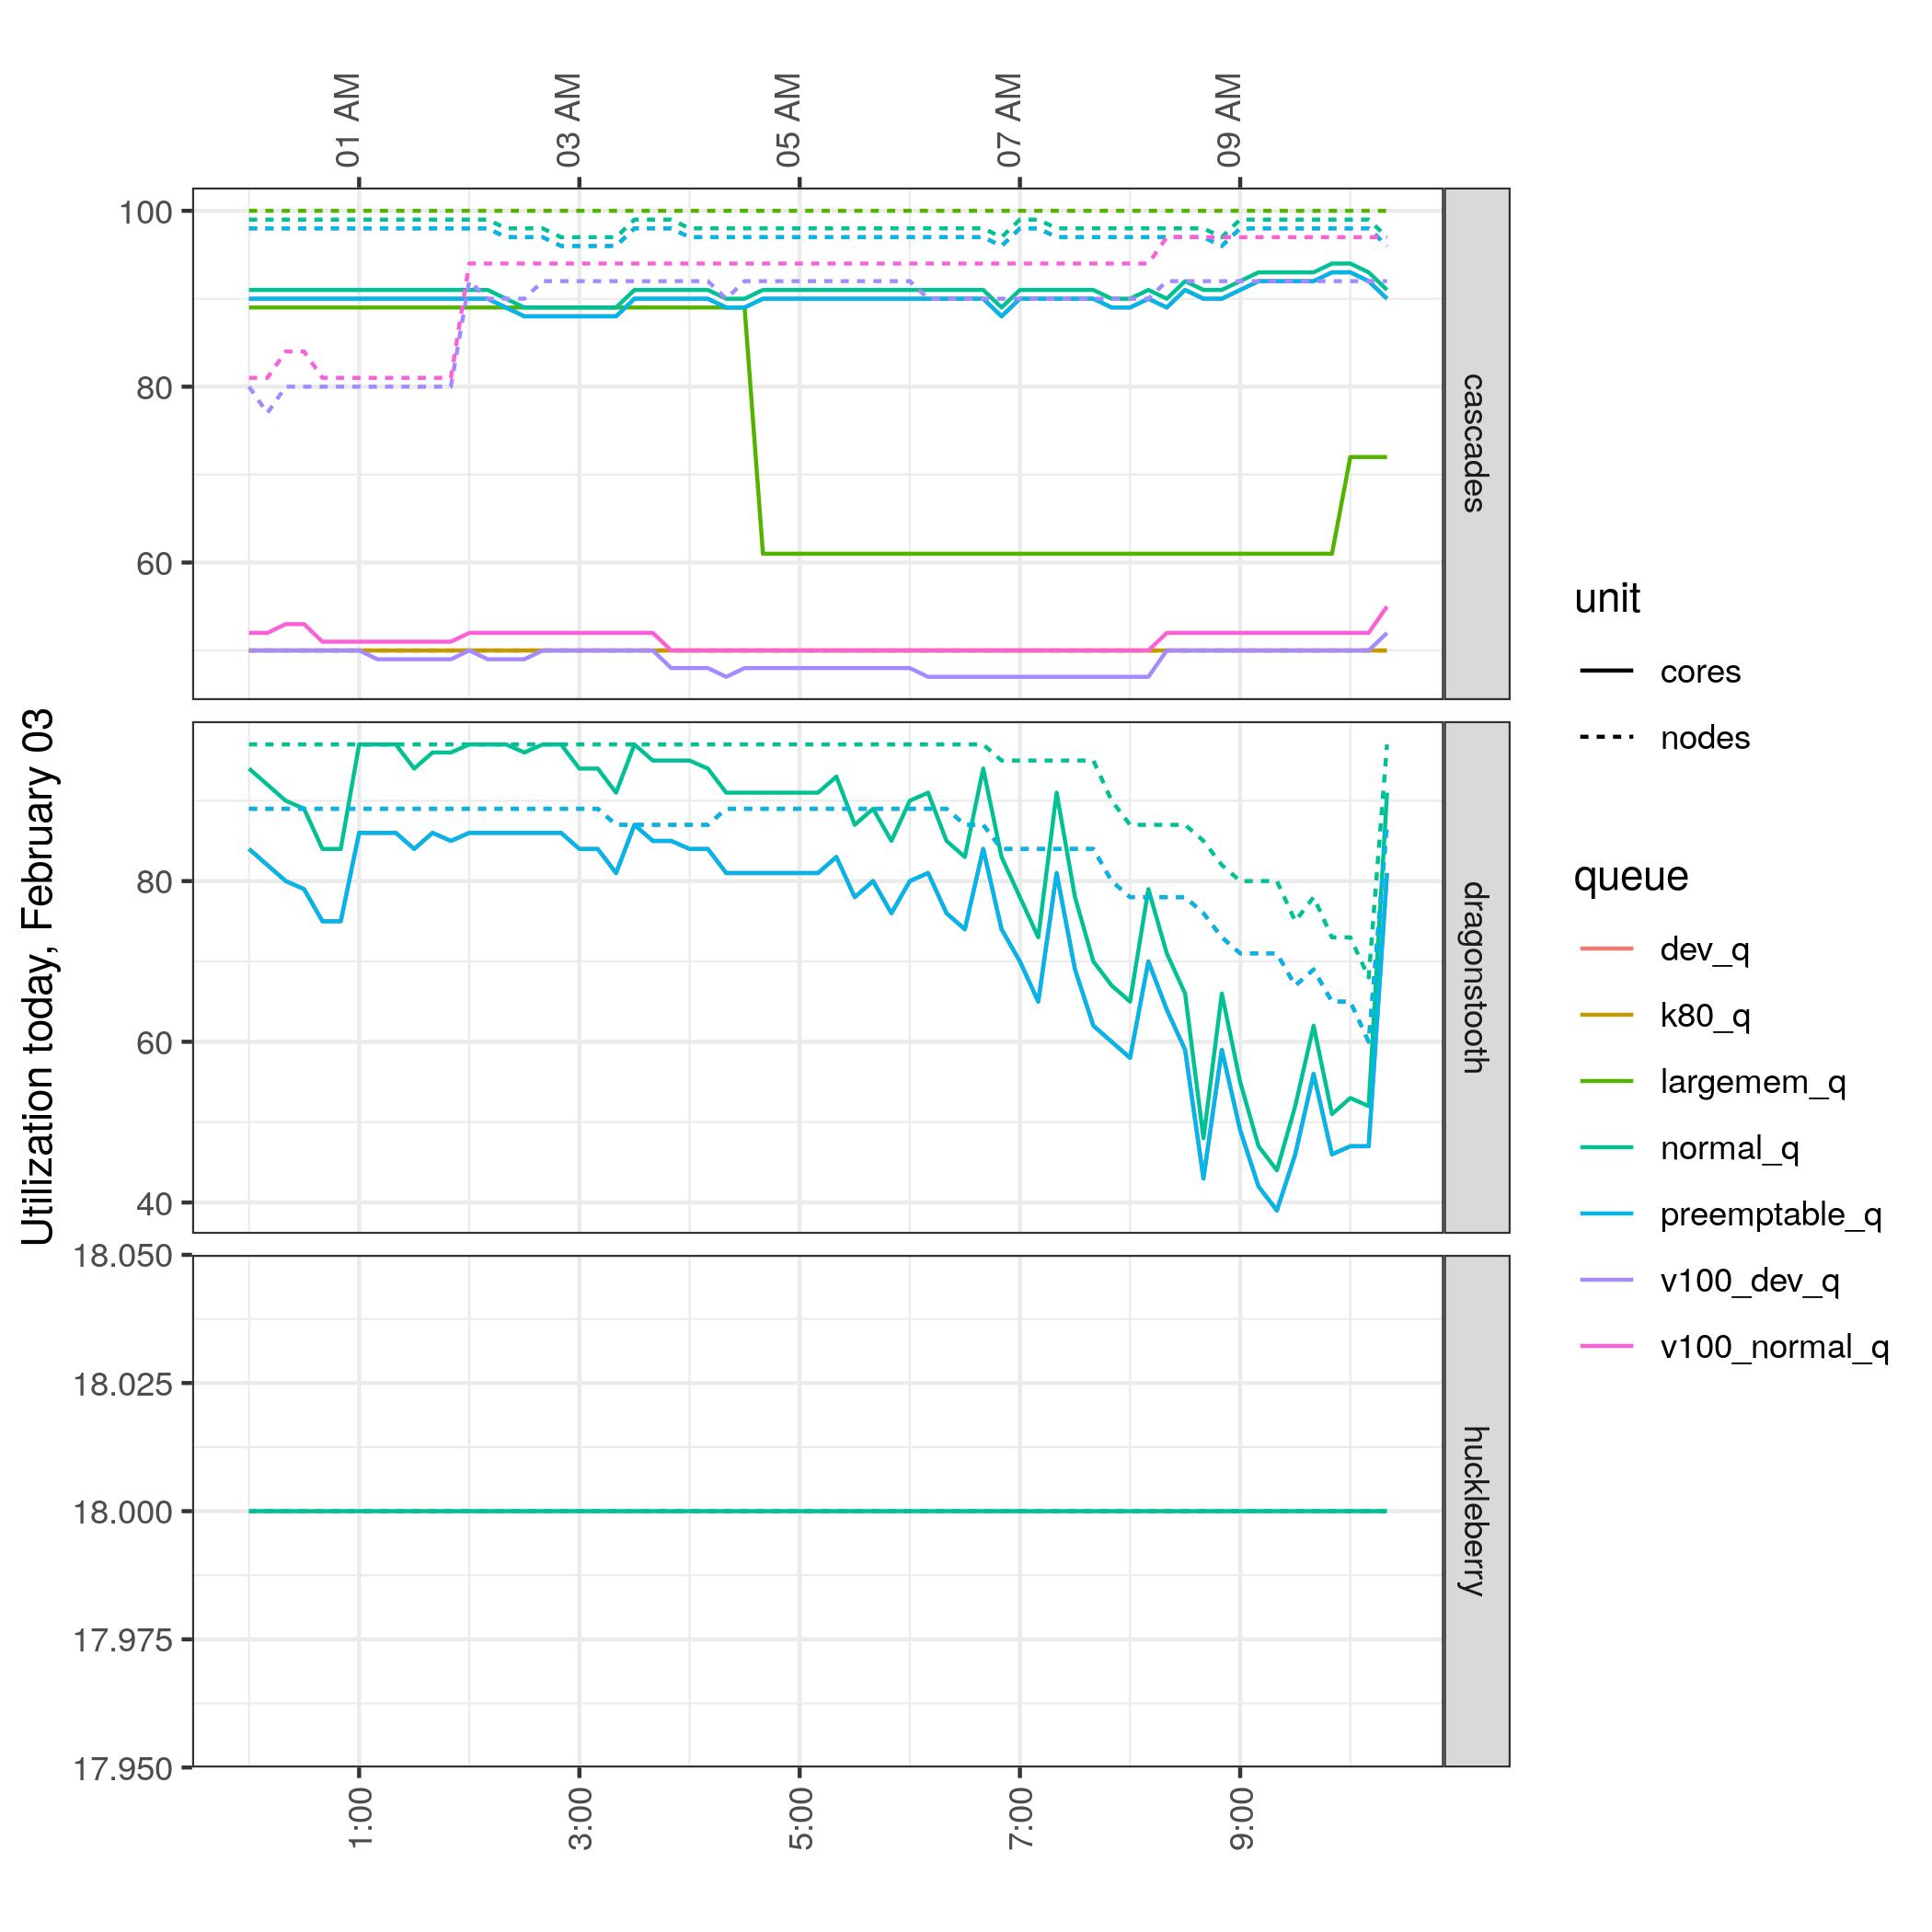 01 AM
03 AM
05 AM
07 AM
09 AM
Utilization today, February 03
100
80
60
cascades
80
60
40
dragonstooth
18.050
18.025
18.000
17.975
17.950
huckleberry
1:00
3:00
5:00
7:00
9:00
unit
cores
nodes
queue
dev_q
k80_q
largemem_q
normal_q
preemptable_q
v100_dev_q
v100_normal_q